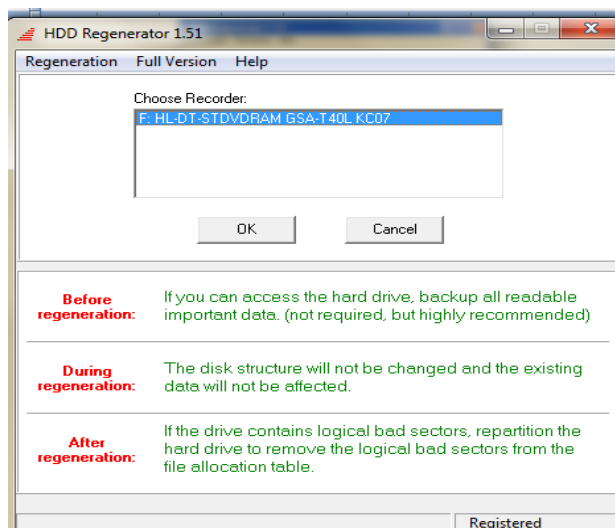 HDD Regenerator 1.51
Regeneration Full Version Help
Choose Recorder:
F: HL-DT-STDVDRAM GSA-T40L KC07
OK Cancel
Before regeneration:
If you can access the hard drive, backup all readable
important data. (not required, but highly recommended)
During regeneration:
The disk structure will not be changed and the existing
data will not be affected.
After regeneration:
If the drive contains logical bad sectors, repartition the
hard drive to remove the logical bad sectors from the
file allocation table.
Registered